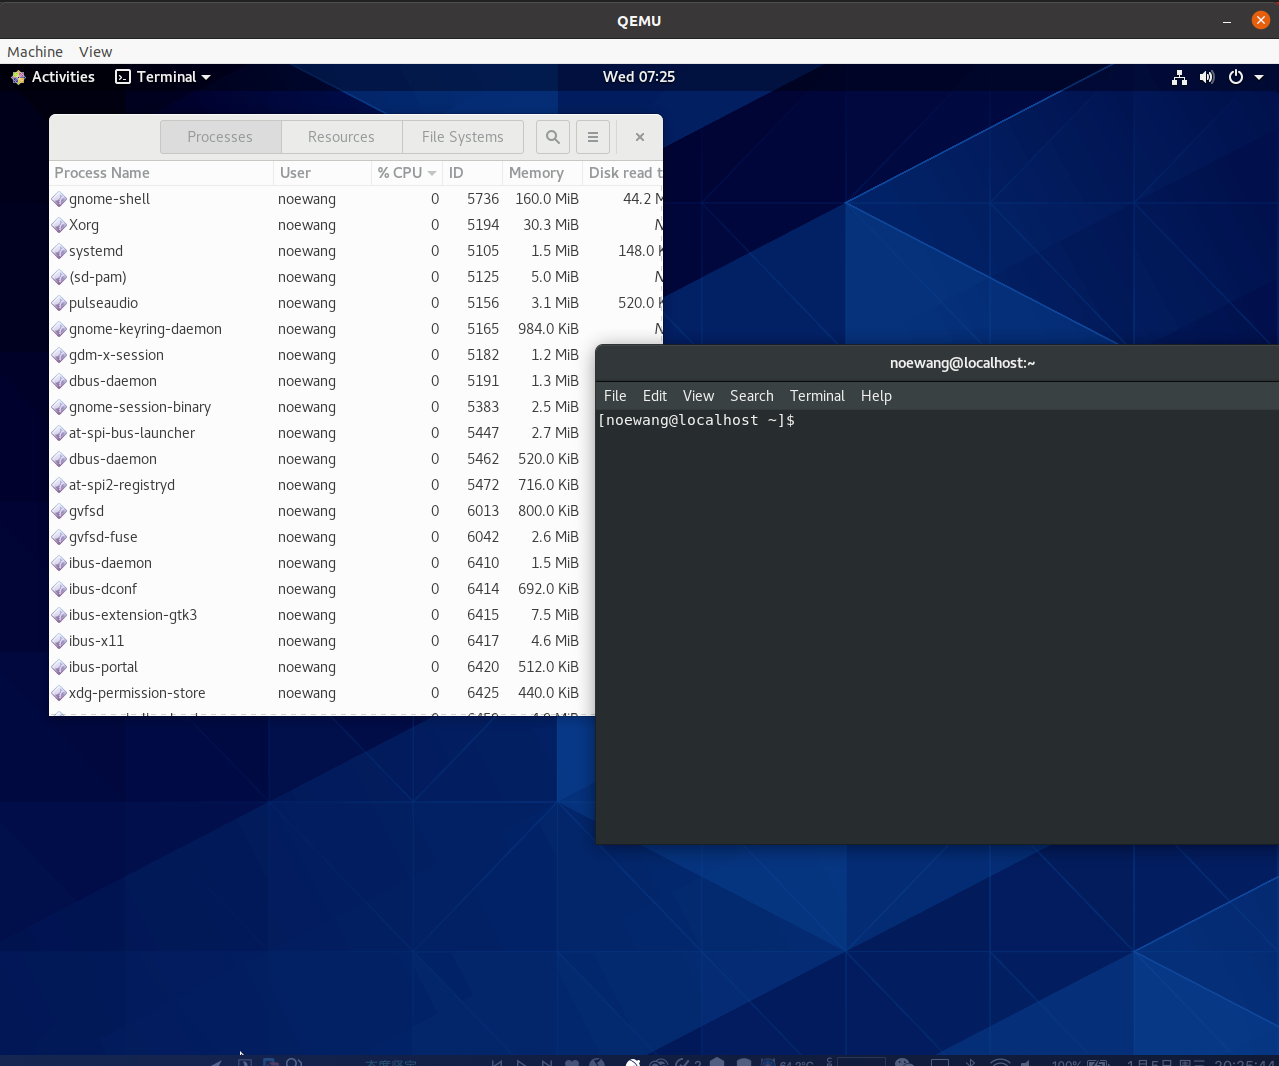 QEMU
Machine View
Activities Terminal Wed 07:25
Processes Resources File Systems
Process Name User % CPU ID Memory Disk read t
gnome-shell noewang 0 5736 160.0 MiB 44.2 M
Xorg noewang 0 5194 30.3 MiB N
systemd noewang 0 5105 1.5 MiB 148.0 K
(sd-pam) noewang 0 5125 5.0 MiB N
pulseaudio noewang 0 5156 3.1 MiB 520.0 K
gnome-keyring-daemon noewang 0 5165 984.0 KiB N
gdm-x-session noewang 0 5182 1.2 MiB
dbus-daemon noewang 0 5191 1.3 MiB
gnome-session-binary noewang 0 5383 2.5 MiB
at-spi-bus-launcher noewang 0 5447 2.7 MiB
dbus-daemon noewang 0 5462 520.0 KiB
at-spi2-registryd noewang 0 5472 716.0 KiB
gvfsd noewang 0 6013 800.0 KiB
gvfsd-fuse noewang 0 6042 2.6 MiB
ibus-daemon noewang 0 6410 1.5 MiB
ibus-dconf noewang 0 6414 692.0 KiB
ibus-extension-gtk3 noewang 0 6415 7.5 MiB
ibus-x11 noewang 0 6417 4.6 MiB
ibus-portal noewang 0 6420 512.0 KiB
xdg-permission-store noewang 0 6425 440.0 KiB
noewang@localhost:~
File Edit View Search Terminal Help
[noewang@localhost ~]$
100% 1月5日 周三 20:25:44